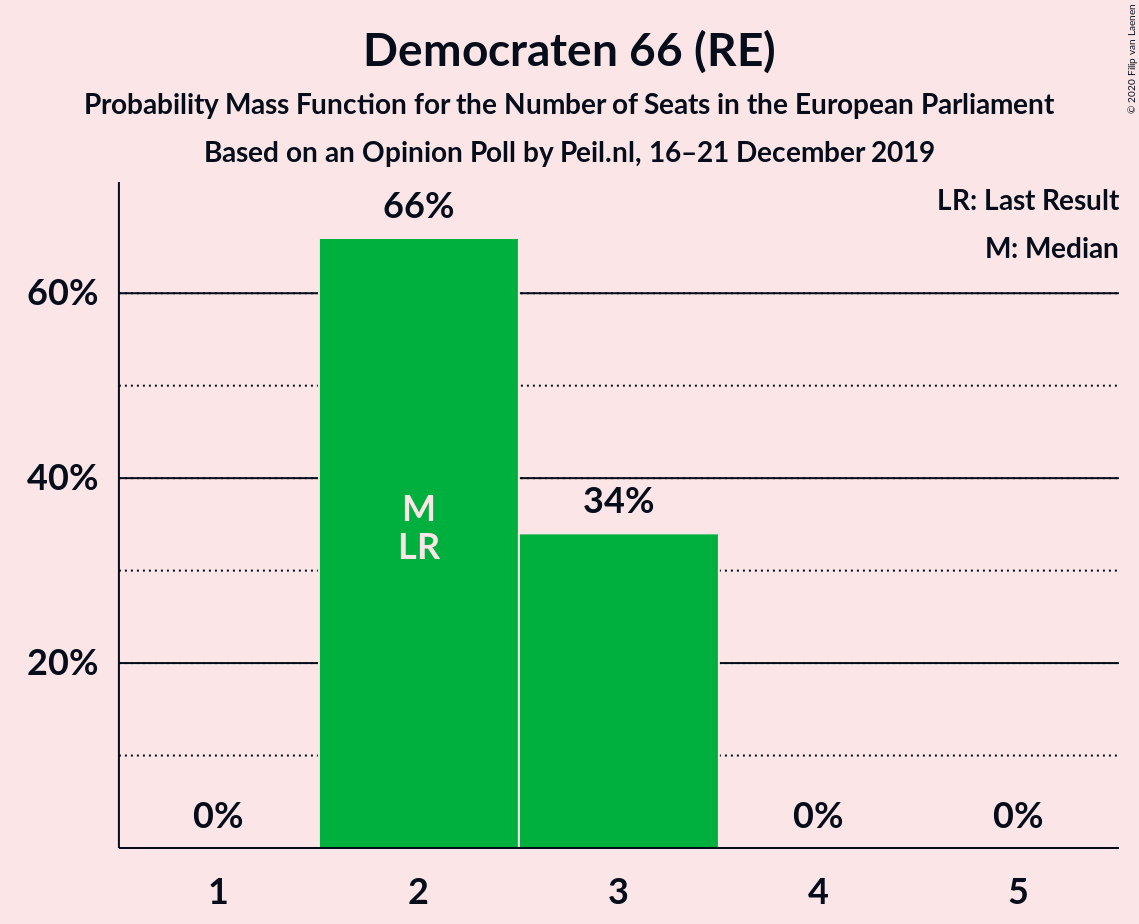 Democraten 66 (RE)
Probability Mass Function for the Number of Seats in the European Parliament
Based on an Opinion Poll by Peil.nl, 16–21 December 2019
© 2020 Filip van Laenen
LR: Last Result
M: Median
66%
60%
40%
34%
M
LR
20%
0%
0%
0%
1
2
3
4
5